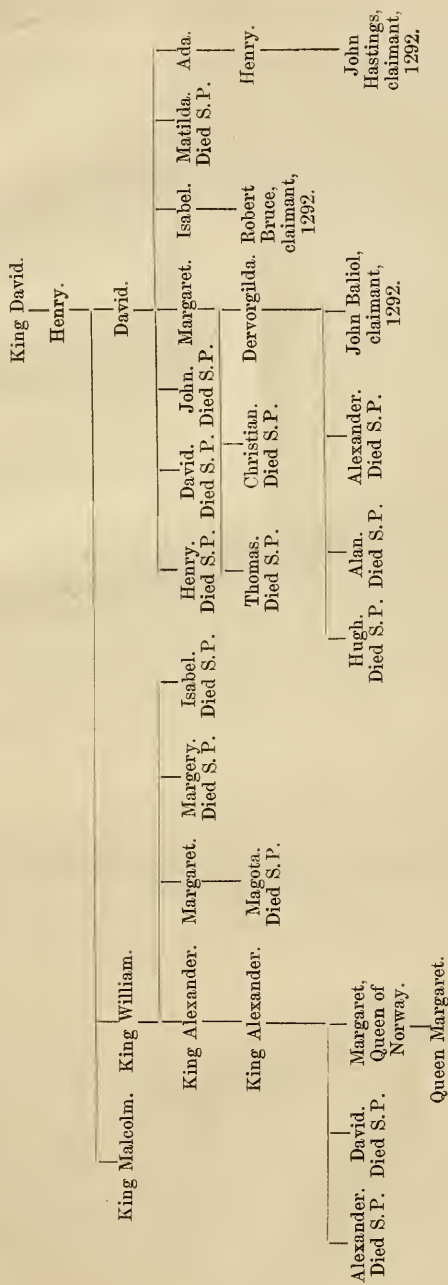 King David.
Henry.
King Malcolm. King William. David.
King Alexander. Margaret. Margery. Isabel. Henry. David. John. Margaret. Isabel. Matilda. Ada.
Died S. P. Died S. P. Died S. P. Died S. P. Died S. P. Died S. P.
King Alexander. Magota. Thomas. Christian. Dervorgilda. Robert Henry.
Died S. P. Died S. P. Died S. P. Bruce,
claimant,
1292.
Alexander. David. Margaret, Hugh. Alan. Alexander. John Baliol, John
Died S. P. Died S. P. Queen of Died S. P. Died S. P. Died S. P. claimant, Hastings,
Norway. 1292. claimant,
1292.
Queen Margaret.